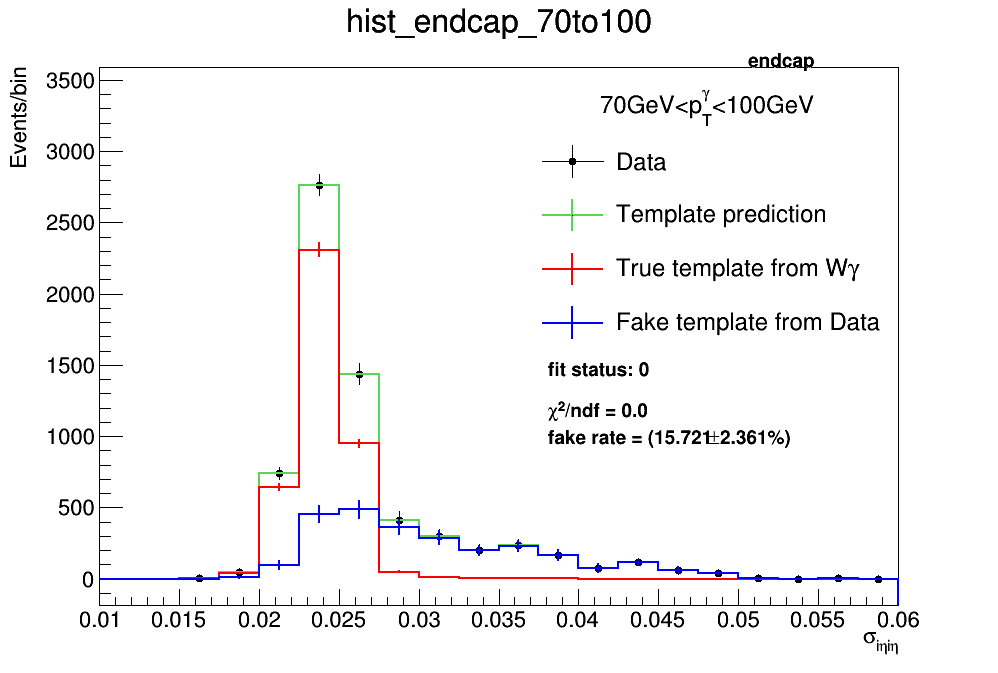 hist_endcap_70to100
endcap
Events/bin
70GeV<p_T^γ<100GeV
Data
Template prediction
True template from Wγ
Fake template from Data
fit status: 0
χ²/ndf = 0.0
fake rate = (15.721±2.361%)
3500
3000
2500
2000
1500
1000
500
0
0.01 0.015 0.02 0.025 0.03 0.035 0.04 0.045 0.05 0.055 0.06
σ_iηiη